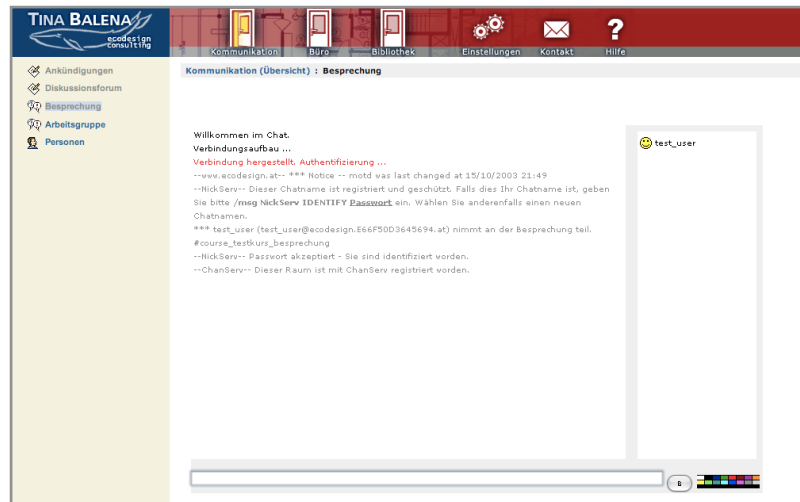 TINA BALENA
ecodesign
consulting
Kommunikation
Büro
Bibliothek
Einstellungen
Kontakt
?
Hilfe
Ankündigungen
Diskussionsforum
Besprechung
Arbeitsgruppe
Personen
Kommunikation (Übersicht) : Besprechung
Willkommen im Chat.
Verbindungsaufbau ...
Verbindung hergestellt, Authentifizierung ...
--www.ecodesign.at-- *** Notice -- motd was last changed at 15/10/2003 21:49
--NickServ-- Dieser Chatname ist registriert und geschützt. Falls dies Ihr Chatname ist, geben
Sie bitte /msg NickServ IDENTIFY Passwort ein. Wählen Sie anderenfalls einen neuen
Chatnamen.
*** test_user (test_user@ecodesign.E66F50D3645694.at) nimmt an der Besprechung teil.
#course_testkurs_besprechung
--NickServ-- Passwort akzeptiert - Sie sind identifiziert worden.
--ChanServ-- Dieser Raum ist mit ChanServ registriert worden.
test_user
B